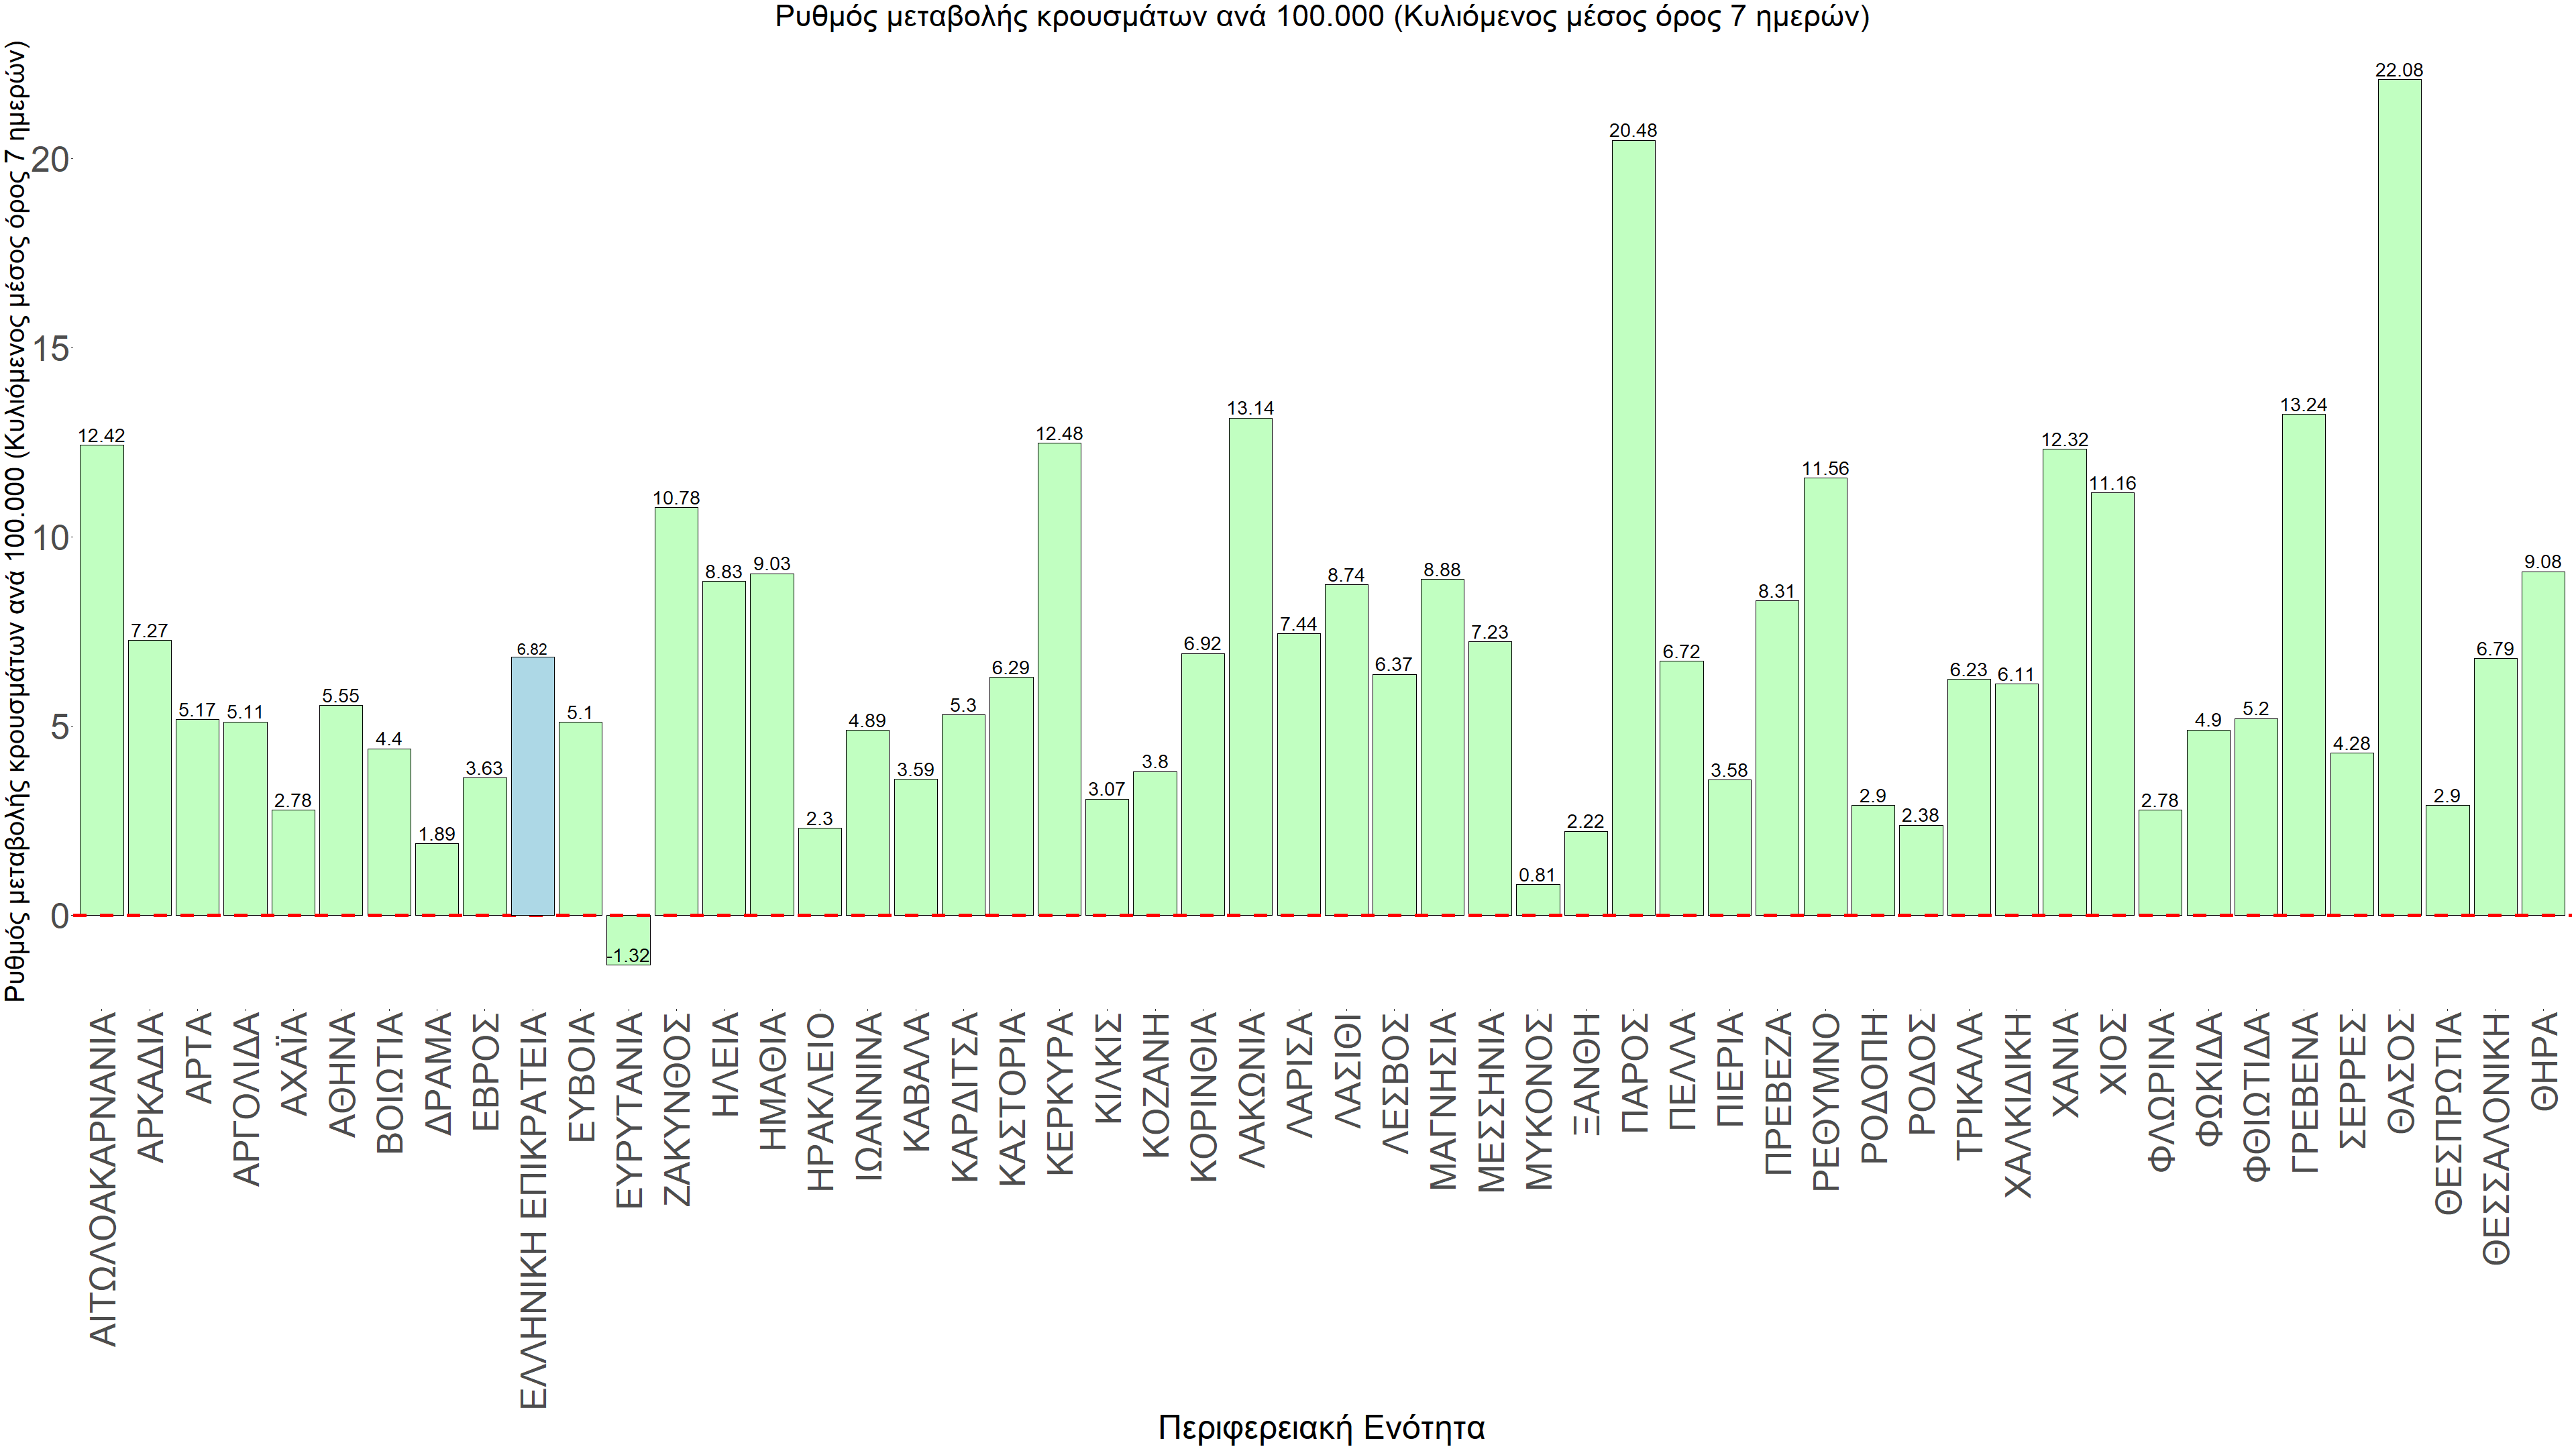 Ρυθμός μεταβολής κρουσμάτων ανά 100.000 (Κυλιόμενος μέσος όρος 7 ημερών)
Ρυθμός μεταβολής κρουσμάτων ανά 100.000 (Κυλιόμενος μέσος όρος 7 ημερών)
20
15
10
5
0
12.42
7.27
5.17
5.11
2.78
5.55
4.4
1.89
3.63
6.82
5.1
-1.32
10.78
8.83
9.03
2.3
4.89
3.59
5.3
6.29
12.48
3.07
3.8
6.92
13.14
7.44
8.74
6.37
8.88
7.23
0.81
2.22
20.48
6.72
3.58
8.31
11.56
2.9
2.38
6.23
6.11
12.32
11.16
2.78
4.9
5.2
13.24
4.28
22.08
2.9
6.79
9.08
ΑΙΤΩΛΟΑΚΑΡΝΑΝΙΑ
ΑΡΚΑΔΙΑ
ΑΡΤΑ
ΑΡΓΟΛΙΔΑ
ΑΧΑΪΑ
ΑΘΗΝΑ
ΒΟΙΩΤΙΑ
ΔΡΑΜΑ
ΕΒΡΟΣ
ΕΛΛΗΝΙΚΗ ΕΠΙΚΡΑΤΕΙΑ
ΕΥΒΟΙΑ
ΕΥΡΥΤΑΝΙΑ
ΖΑΚΥΝΘΟΣ
ΗΛΕΙΑ
ΗΜΑΘΙΑ
ΗΡΑΚΛΕΙΟ
ΙΩΑΝΝΙΝΑ
ΚΑΒΑΛΑ
ΚΑΡΔΙΤΣΑ
ΚΑΣΤΟΡΙΑ
ΚΕΡΚΥΡΑ
ΚΙΛΚΙΣ
ΚΟΖΑΝΗ
ΚΟΡΙΝΘΙΑ
ΛΑΚΩΝΙΑ
ΛΑΡΙΣΑ
ΛΑΣΙΘΙ
ΛΕΣΒΟΣ
ΜΑΓΝΗΣΙΑ
ΜΕΣΣΗΝΙΑ
ΜΥΚΟΝΟΣ
ΞΑΝΘΗ
ΠΑΡΟΣ
ΠΕΛΛΑ
ΠΙΕΡΙΑ
ΠΡΕΒΕΖΑ
ΡΕΘΥΜΝΟ
ΡΟΔΟΠΗ
ΡΟΔΟΣ
ΤΡΙΚΑΛΑ
ΧΑΛΚΙΔΙΚΗ
ΧΑΝΙΑ
ΧΙΟΣ
ΦΛΩΡΙΝΑ
ΦΩΚΙΔΑ
ΦΘΙΩΤΙΔΑ
ΓΡΕΒΕΝΑ
ΣΕΡΡΕΣ
ΘΑΣΟΣ
ΘΕΣΠΡΩΤΙΑ
ΘΕΣΣΑΛΟΝΙΚΗ
ΘΗΡΑ
Περιφερειακή Ενότητα